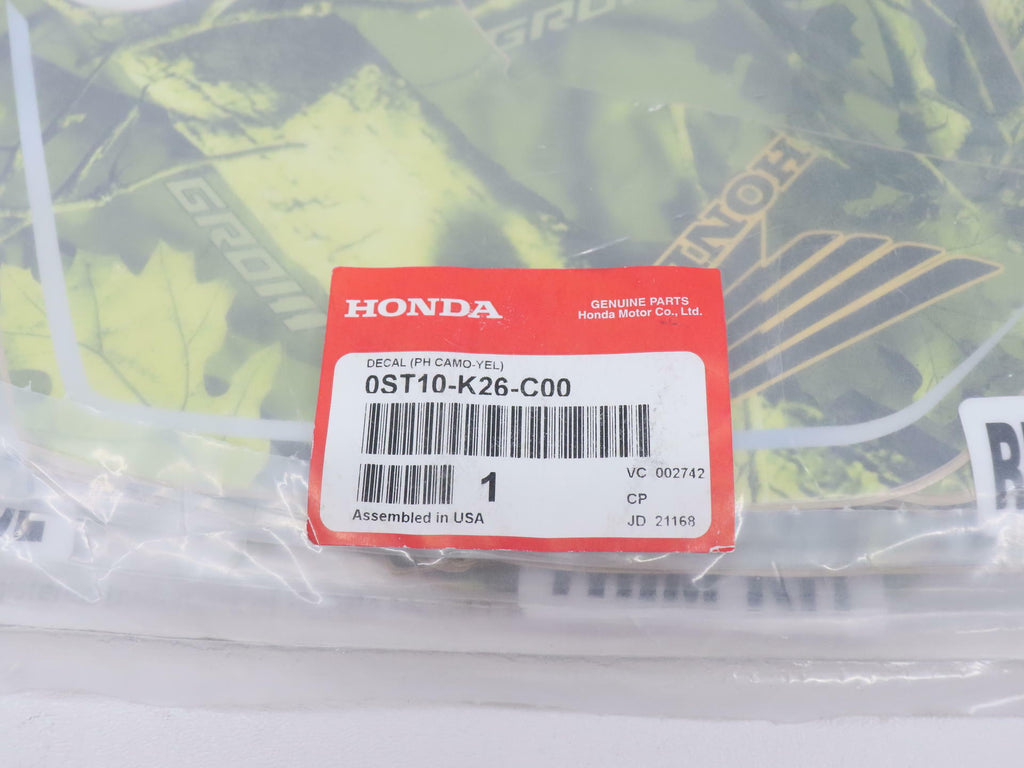 GROM
GROM
HONDA
GENUINE PARTS
Honda Motor Co., Ltd.
DECAL (PH CAMO-YEL)
0ST10-K26-C00
1
VC 002742
CP
JD 21168
Assembled in USA